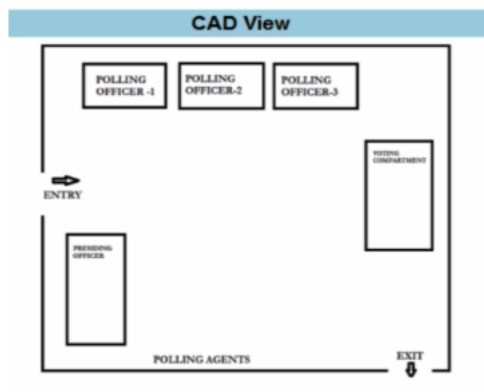 CAD View
POLLING
OFFICER -1
POLLING
OFFICER-2
POLLING
OFFICER-3
VOTING
COMPARTMENT
ENTRY
PRESIDING
OFFICER
POLLING AGENTS
EXIT